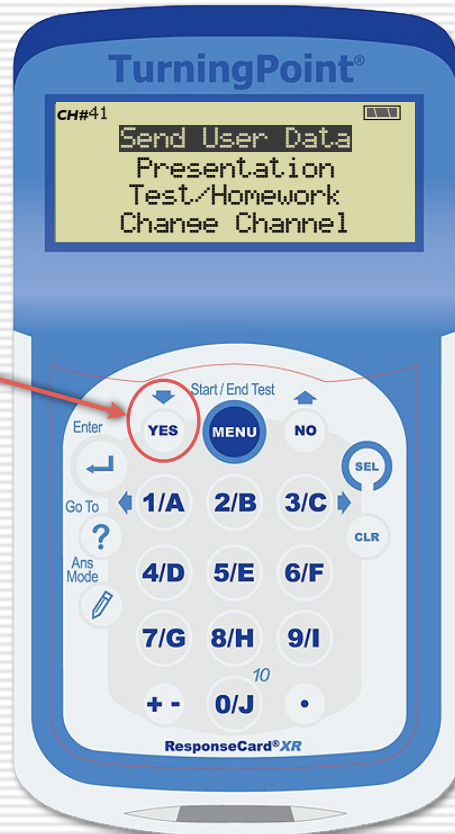 TurningPoint®
CH#41
Send User Data
Presentation
Test/Homework
Change Channel
Start / End Test
Enter
YES
MENU
NO
SEL
Go To
1/A
2/B
3/C
?
CLR
Ans
Mode
4/D
5/E
6/F
7/G
8/H
9/I
10
+ -
0/J
•
ResponseCard®XR